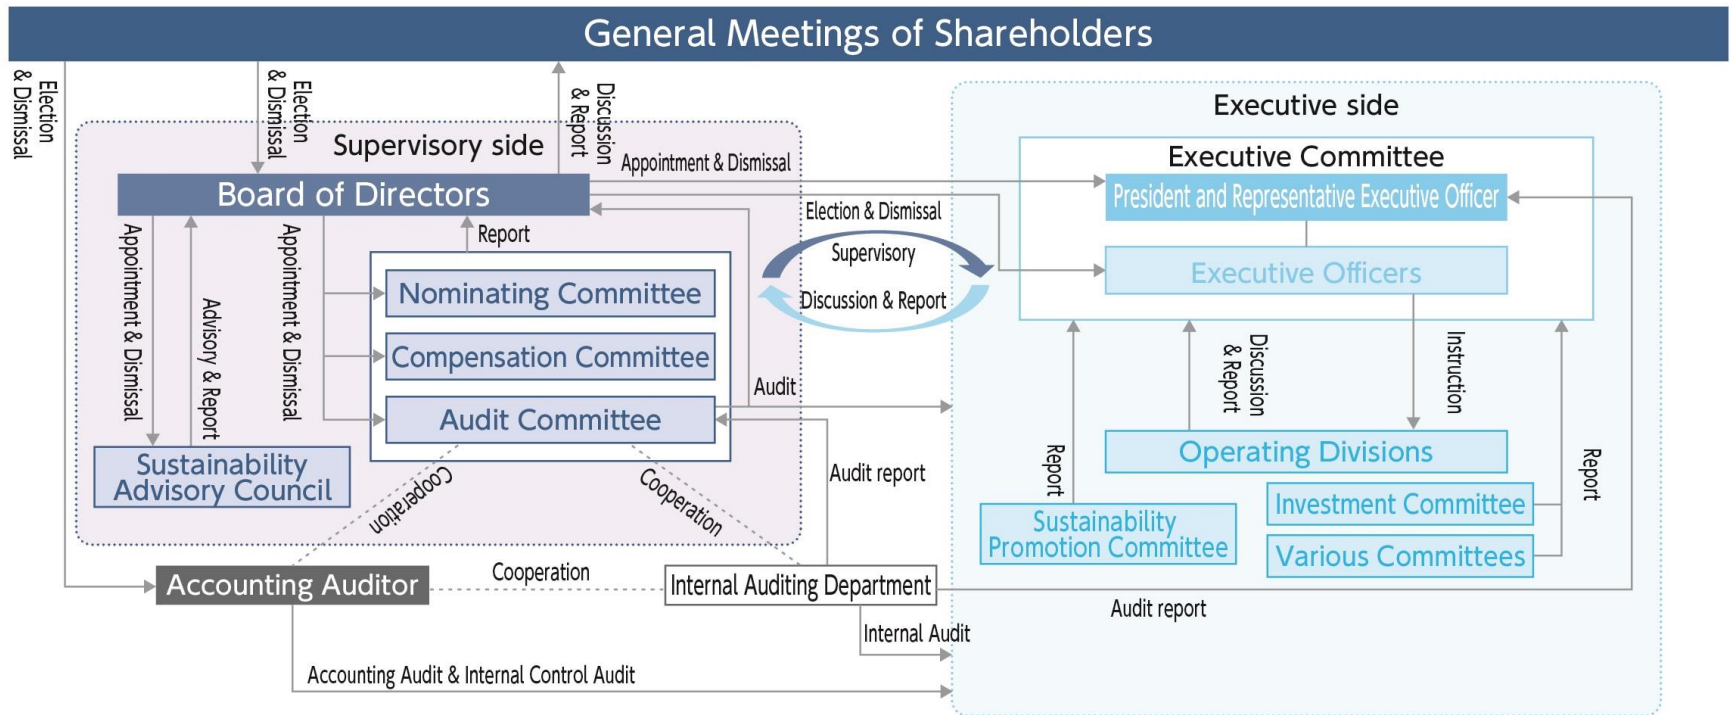 General Meetings of Shareholders
Election
& Dismissal
Election
& Dismissal
Discussion
& Report
Supervisory side
Board of Directors
Appointment & Dismissal
Advisory & Report
Appointment & Dismissal
Report
Nominating Committee
Compensation Committee
Audit Committee
Sustainability
Advisory Council
Cooperation
Cooperation
Appointment & Dismissal
Election & Dismissal
Supervisory
Discussion & Report
Audit
Audit report
Executive side
Executive Committee
President and Representative Executive Officer
Executive Officers
Discussion
& Report
Instruction
Report
Report
Operating Divisions
Investment Committee
Sustainability
Promotion Committee
Various Committees
Accounting Auditor
Cooperation
Internal Auditing Department
Audit report
Internal Audit
Accounting Audit & Internal Control Audit